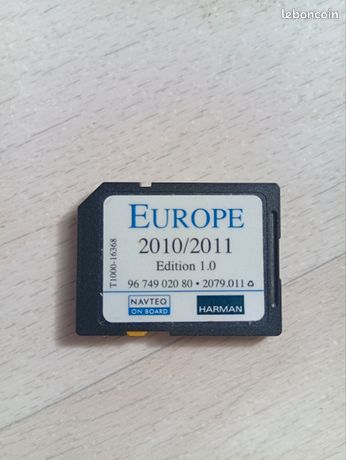 leboncoin
EUROPE
2010/2011
Edition 1.0
96 749 020 80 • 2079.011
T1000-16368
NAVTEQ
ON BOARD
HARMAN